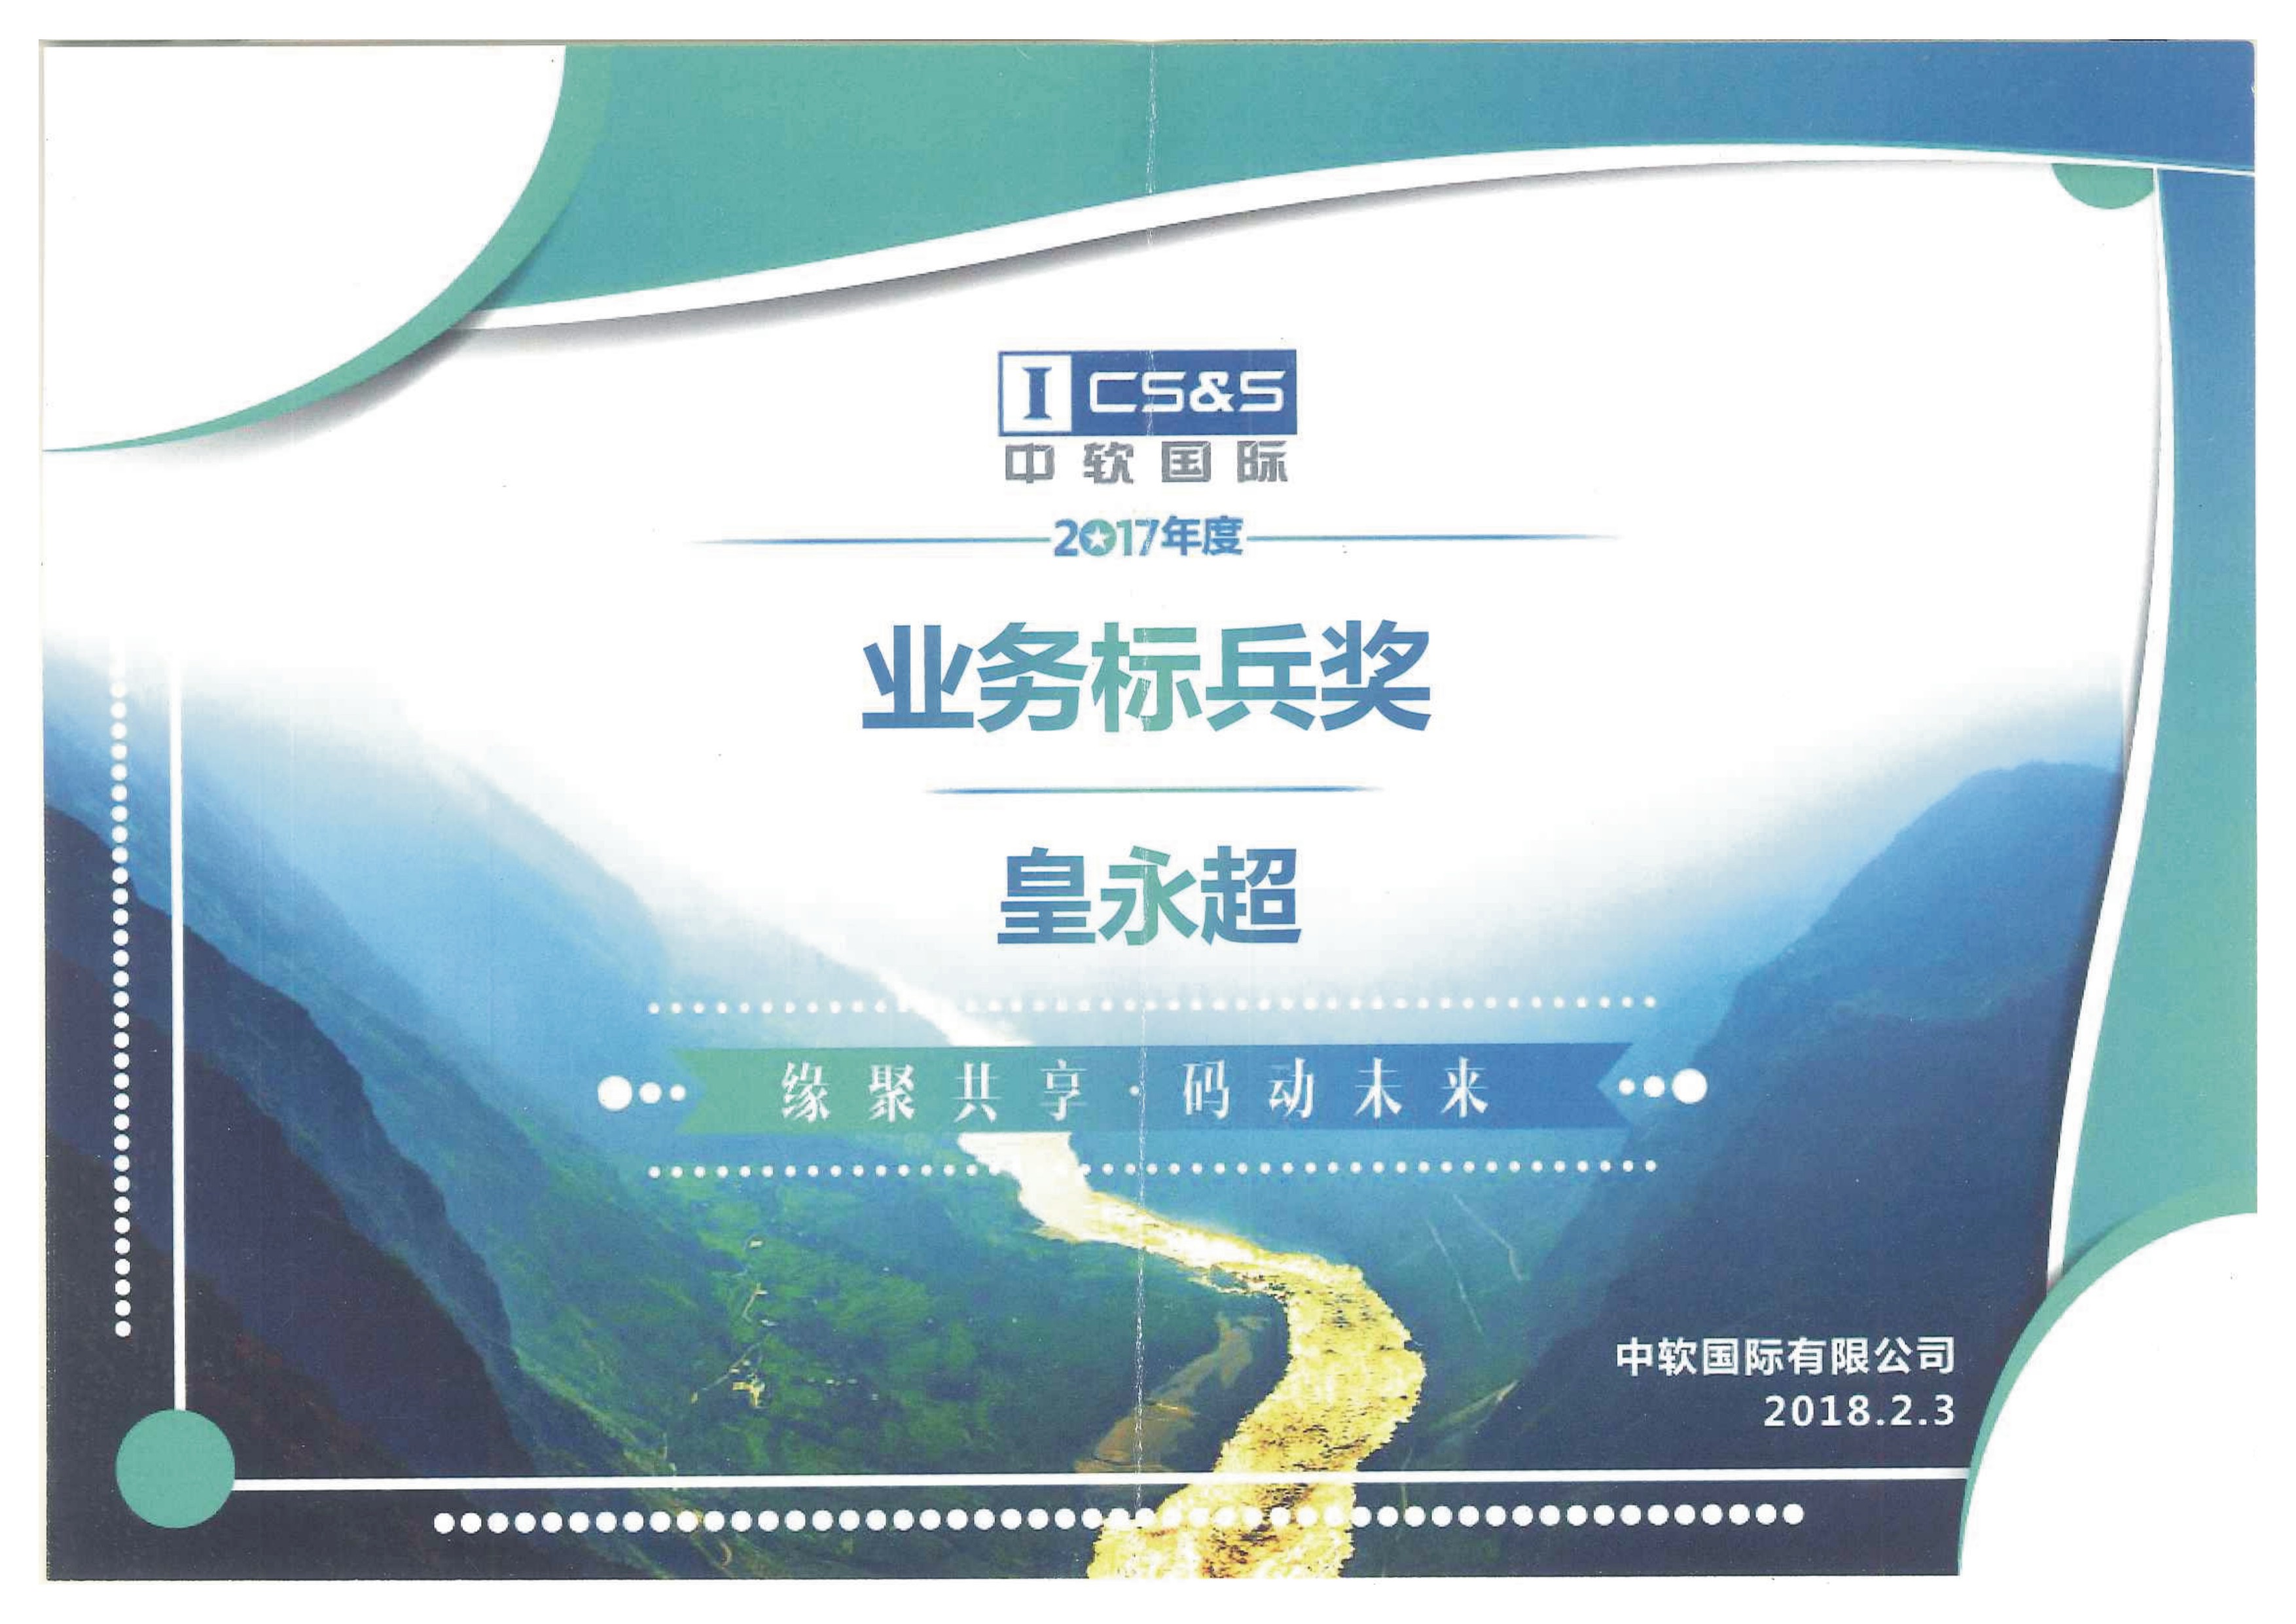 I CS&S
中软国际
2017年度
业务标兵奖
皇永超
缘聚共享·码动未来
中软国际有限公司
2018.2.3